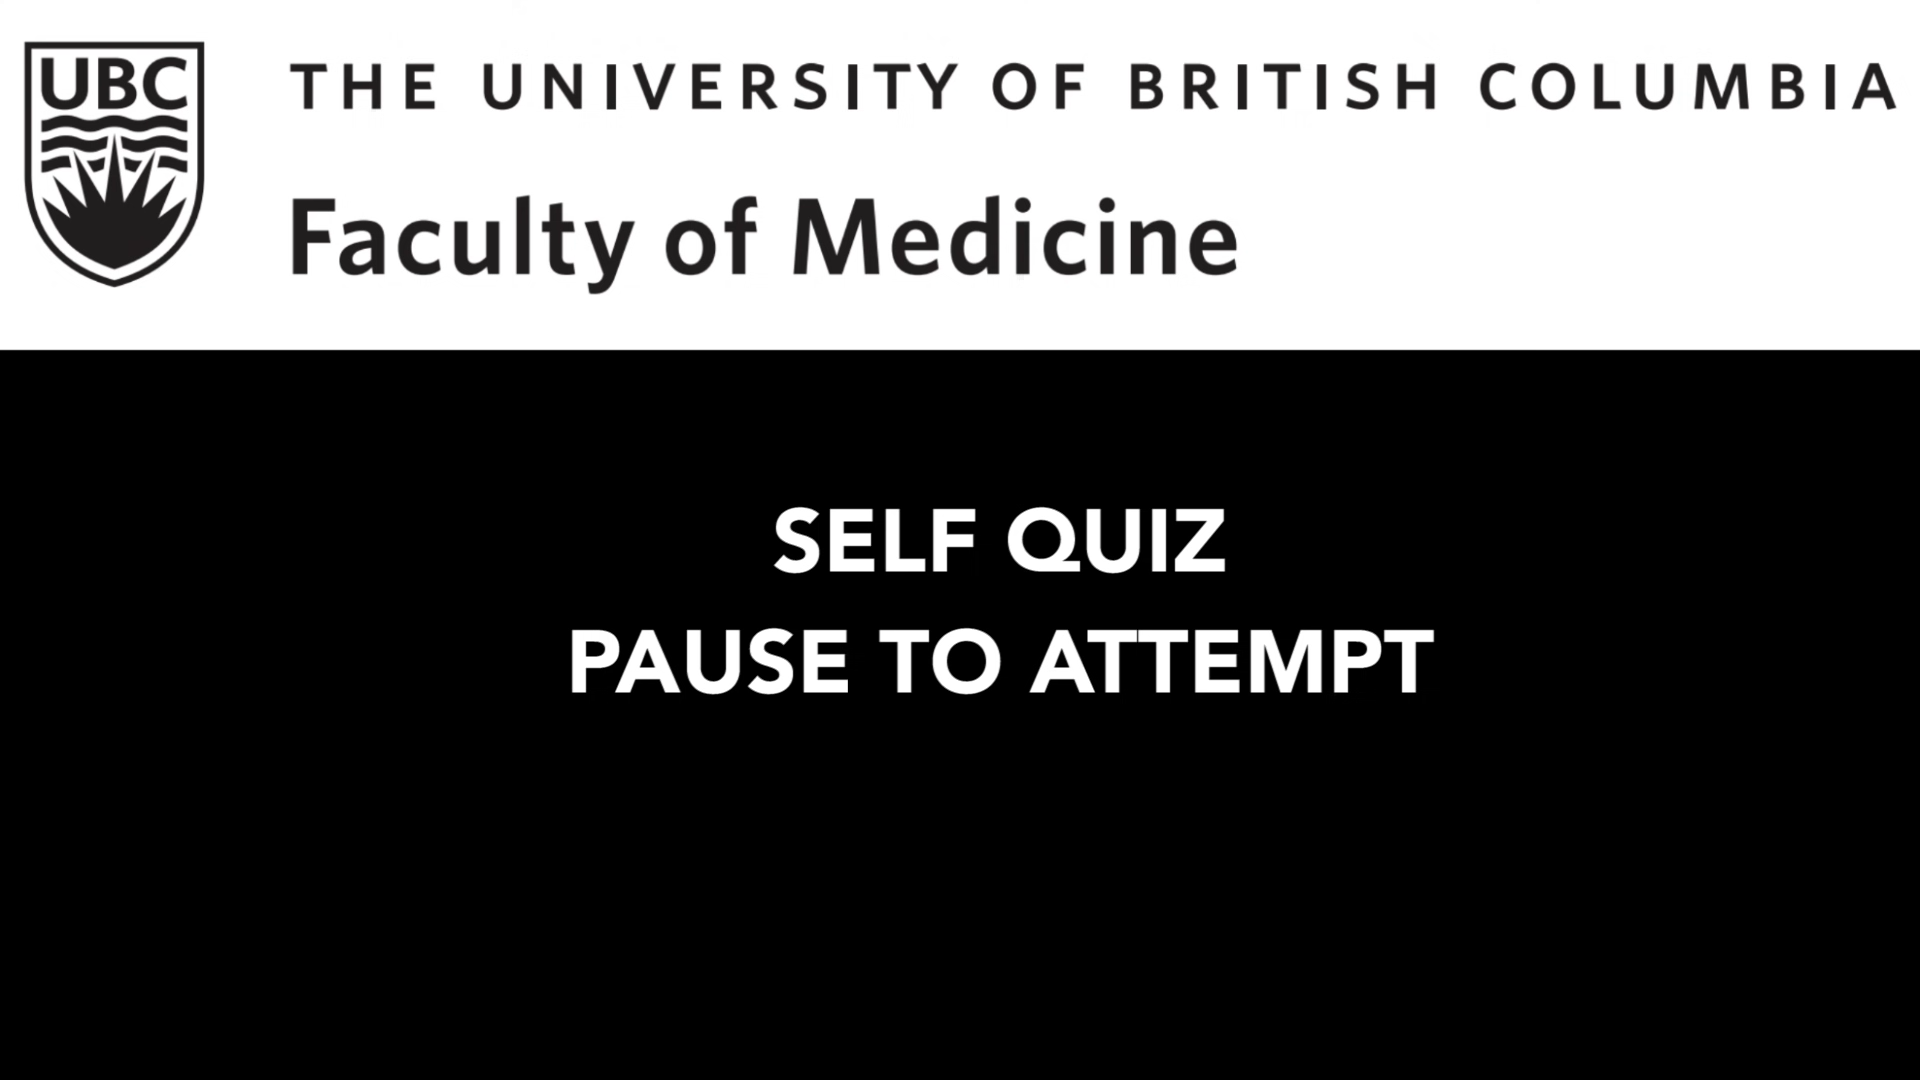 UBC
THE UNIVERSITY OF BRITISH COLUMBIA
Faculty of Medicine
SELF QUIZ
PAUSE TO ATTEMPT